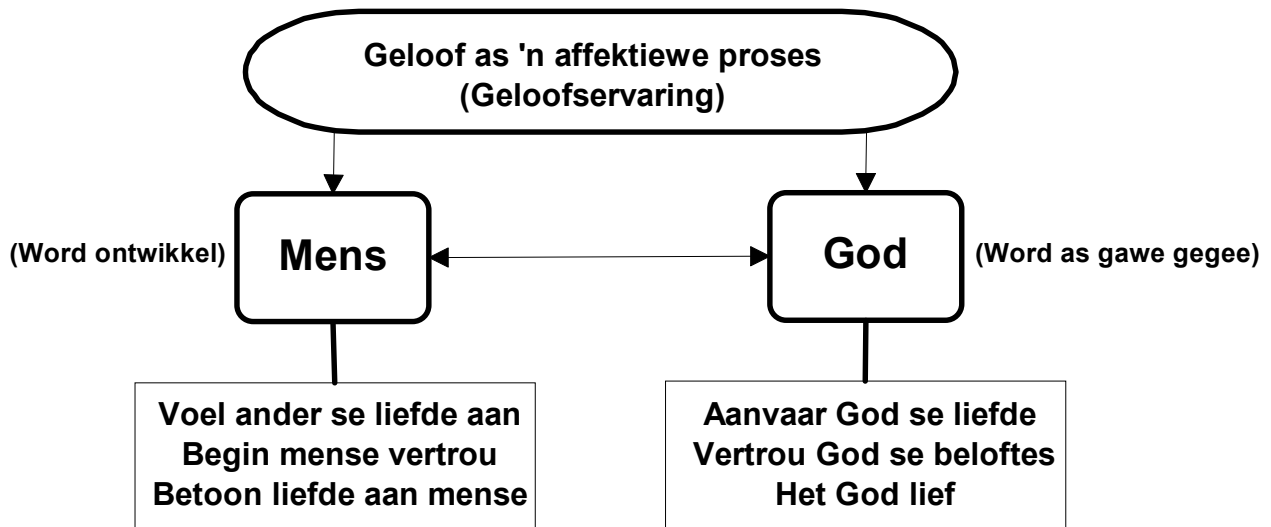 Geloof as 'n affektiewe proses
(Geloofservaring)
(Word ontwikkel)
Mens
God
(Word as gawe gegee)
Voel ander se liefde aan
Begin mense vertrou
Betoon liefde aan mense
Aanvaar God se liefde
Vertrou God se beloftes
Het God lief